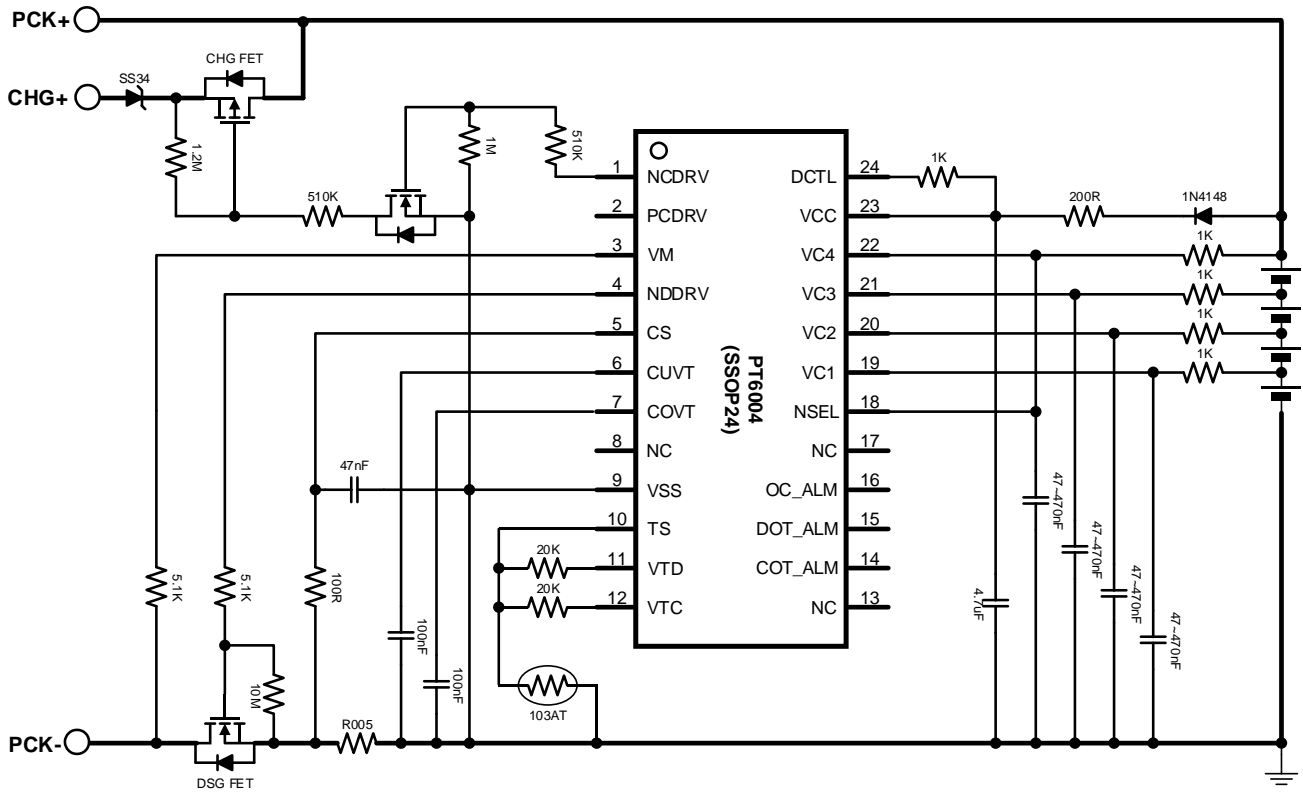 PCK+
CHG FET
SS34
CHG+
1.2M
510K
1M
510K
1 NCDRV
2 PCDRV
3 VM
4 NDDRV
5 CS
6 CUVT
7 COVT
8 NC
9 VSS
10 TS
11 VTD
12 VTC
PT6004
(SSOP24)
DCTL 24
VCC 23
VC4 22
VC3 21
VC2 20
VC1 19
NSEL 18
NC 17
OC_ALM 16
DOT_ALM 15
COT_ALM 14
NC 13
1K
200R
1N4148
1K
1K
1K
1K
47nF
20K
20K
5.1K
5.1K
100R
100nF
100nF
10M
103AT
4.7uF
47~470nF
47~470nF
47~470nF
47~470nF
R005
PCK-
DSG FET